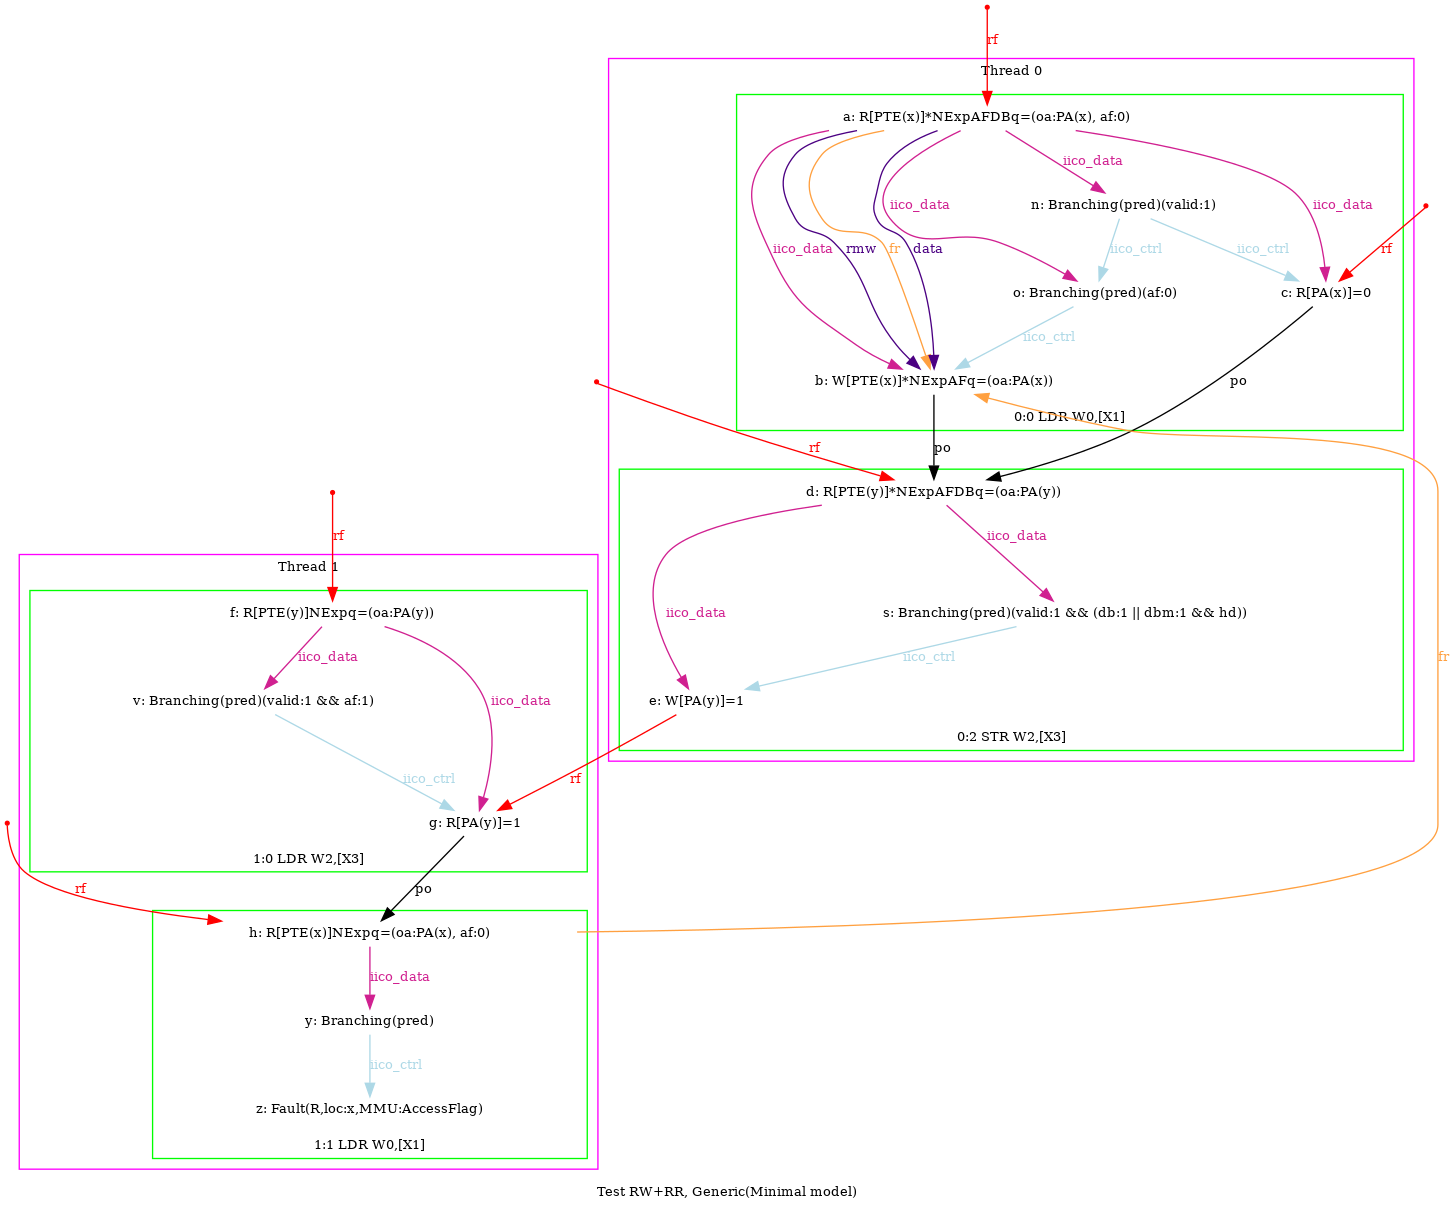 rf
Thread 0
a: R[PTE(x)]*NExpAFDBq=(oa:PA(x), af:0)
iico_data
n: Branching(pred)(valid:1)
iico_data
iico_data
iico_data
rmw
fr
data
iico_ctrl
iico_ctrl
rf
o: Branching(pred)(af:0)
c: R[PA(x)]=0
iico_ctrl
b: W[PTE(x)]*NExpAFq=(oa:PA(x))
po
0:0 LDR W0,[X1]
rf
po
d: R[PTE(y)]*NExpAFDBq=(oa:PA(y))
rf
iico_data
Thread 1
f: R[PTE(y)]NExpq=(oa:PA(y))
iico_data
s: Branching(pred)(valid:1 && (db:1 || dbm:1 && hd))
iico_data
iico_ctrl
fr
v: Branching(pred)(valid:1 && af:1)
iico_data
e: W[PA(y)]=1
0:2 STR W2,[X3]
iico_ctrl
rf
g: R[PA(y)]=1
1:0 LDR W2,[X3]
rf
po
h: R[PTE(x)]NExpq=(oa:PA(x), af:0)
iico_data
y: Branching(pred)
iico_ctrl
z: Fault(R,loc:x,MMU:AccessFlag)
1:1 LDR W0,[X1]
Test RW+RR, Generic(Minimal model)